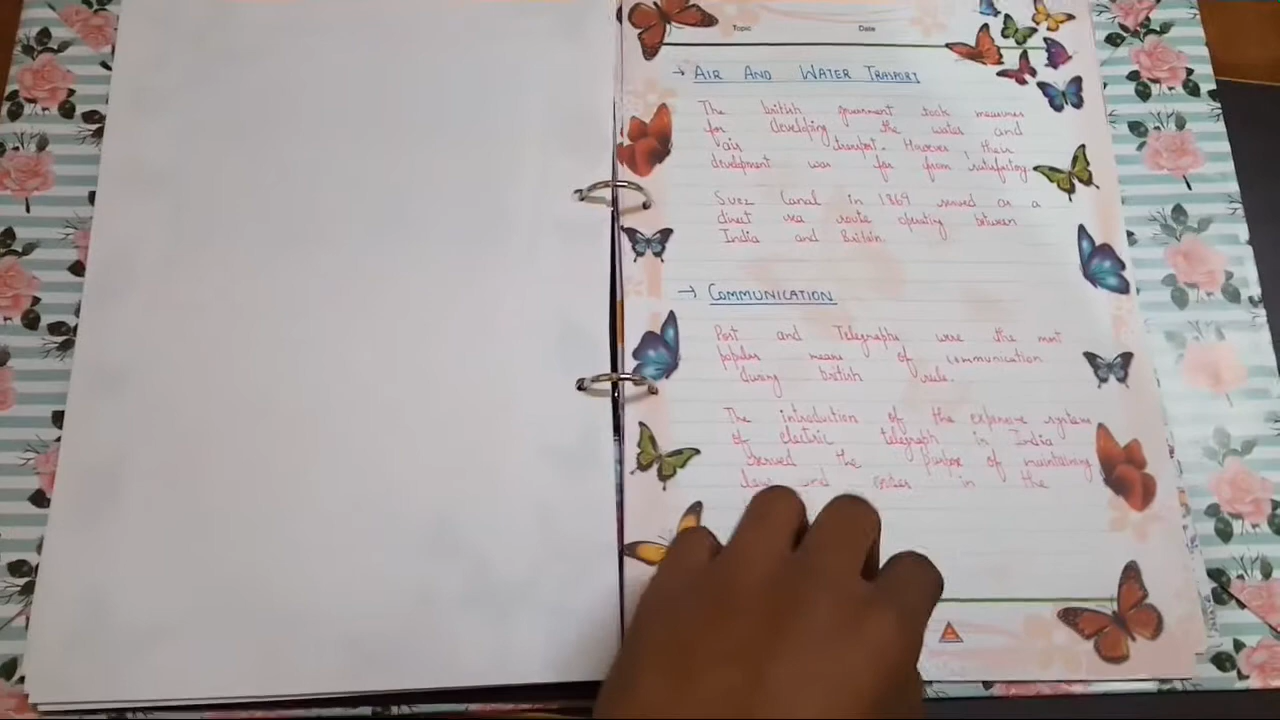 Topic Date
→ AIR AND WATER TRASPORT
The british government took measures
for developing the water and
air transport. However, their
development was far from satisfactory.
Suez Canal in 1869 served as a
direct sea route operating between
India and Britain.
→ COMMUNICATION
Post and Telegraphs were the most
popular means of communication
during british rule.
The introduction of the expansive systems
of electric telegraph in India
served the purpose of maintaining
law and order in the